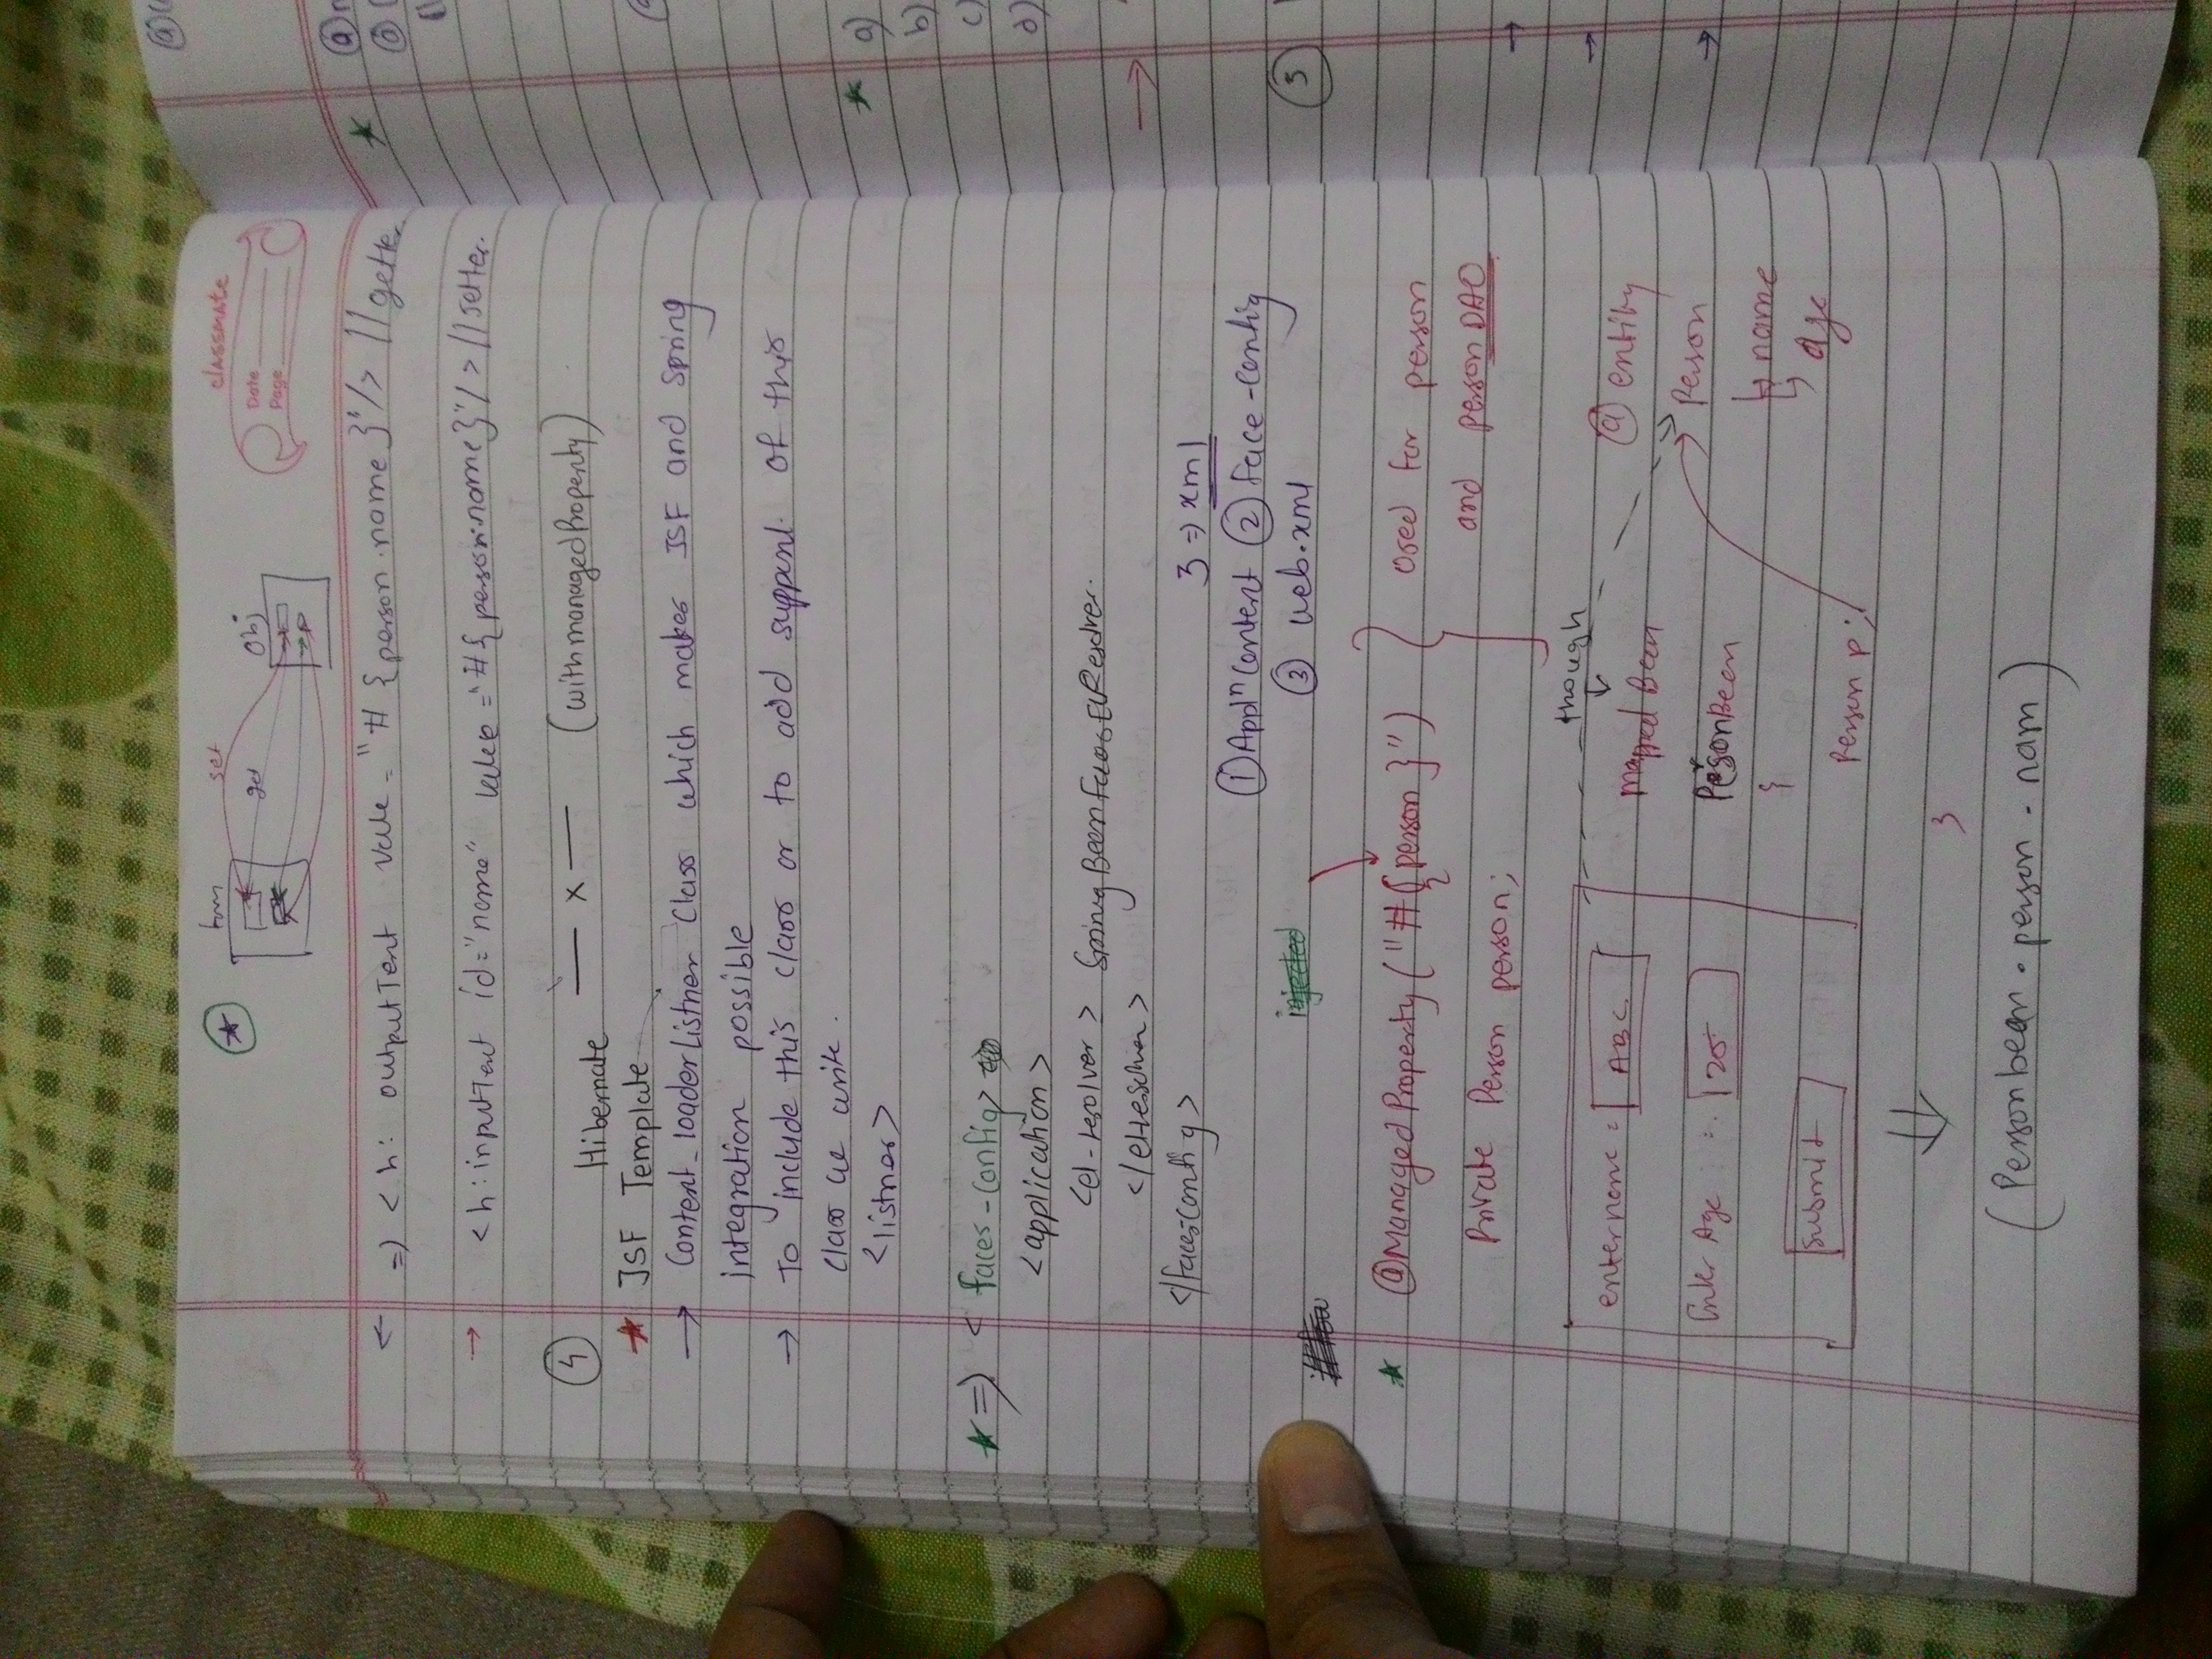 form
set
get
Obj
classmate
Date
Page
=) <h: outputText value = "#{person.name}"/> || getter
<h:inputText id="name" value="#{person.name}"/> || setter.
4
Hibernate — x — (with managedProperty)
JSF Template
→ Content_loaderListner Class which makes JSF and Spring
integration possible
→ To include this class or to add support of this
class we write.
<listner>
=) < faces-config>
<application>
<el-resolver> SpringBeanFacesELResolver.
</elresolver>
</faces-config>
3 => xml
① Applⁿ Content ② Face-Config
③ web.xml
injected
@ManagedProperty("#{person}") } Used for person
Private Person person; and person DAO
though
enter name : ABC
mapped Bean
@ entity
Enter Age : 25
PersonBean
Person
{
name
submit
age
Person p;
}
(Personbean.person.nam)
@
@
@
a)
b)
c)
d)
5